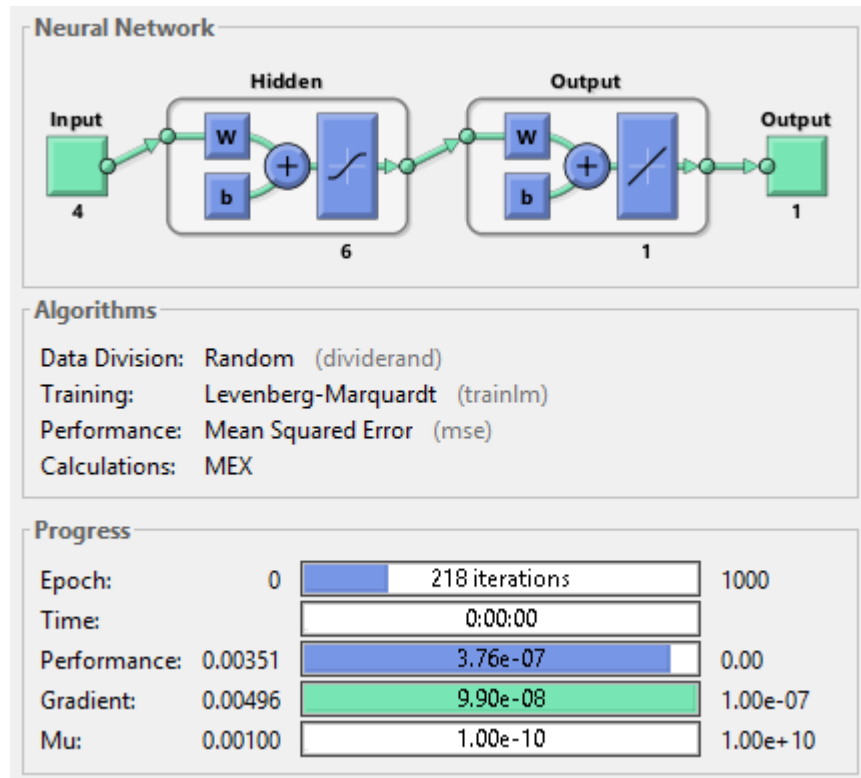 Neural Network
Hidden Output
Input Output
W W
b b
4 1
6 1
Algorithms
Data Division: Random (dividerand)
Training: Levenberg-Marquardt (trainlm)
Performance: Mean Squared Error (mse)
Calculations: MEX
Progress
Epoch: 0 218 iterations 1000
Time: 0:00:00
Performance: 0.00351 3.76e-07 0.00
Gradient: 0.00496 9.90e-08 1.00e-07
Mu: 0.00100 1.00e-10 1.00e+10